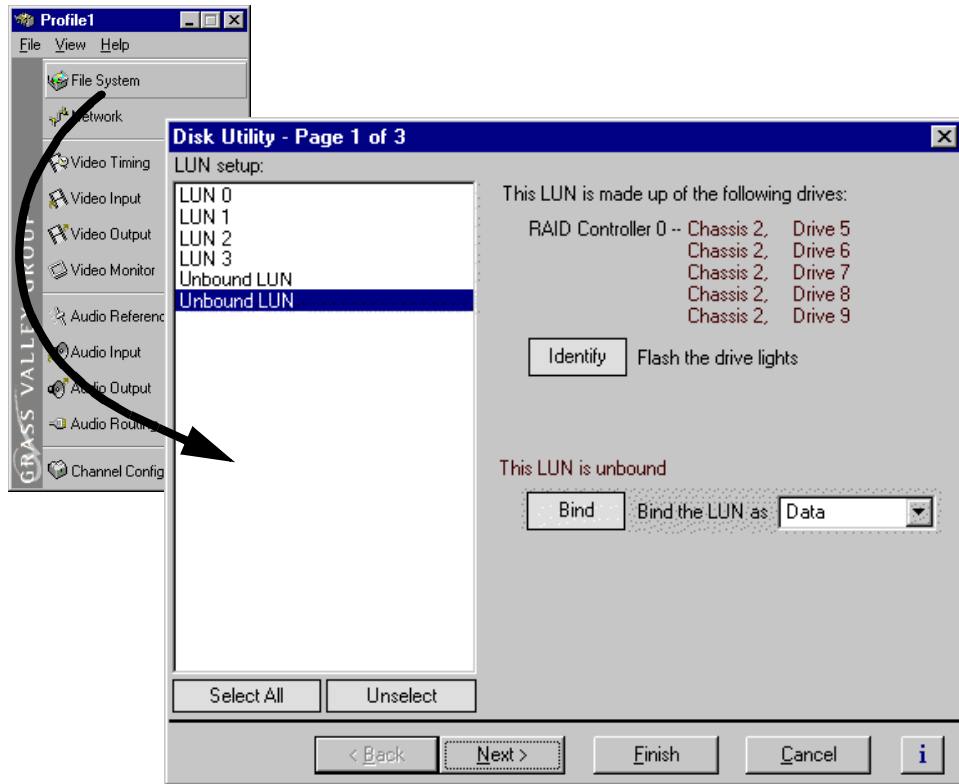 Profile1
File View Help
File System
Network
Video Timing
Video Input
Video Output
Video Monitor
Audio Referenc
Audio Input
Audio Output
Audio Routing
Channel Config
GRASS VALLEY GROUP
Disk Utility - Page 1 of 3
LUN setup:
LUN 0
LUN 1
LUN 2
LUN 3
Unbound LUN
Unbound LUN
Select All Unselect
This LUN is made up of the following drives:
RAID Controller 0 -- Chassis 2, Drive 5
Chassis 2, Drive 6
Chassis 2, Drive 7
Chassis 2, Drive 8
Chassis 2, Drive 9
Identify Flash the drive lights
This LUN is unbound
Bind Bind the LUN as Data
< Back Next > Finish Cancel i